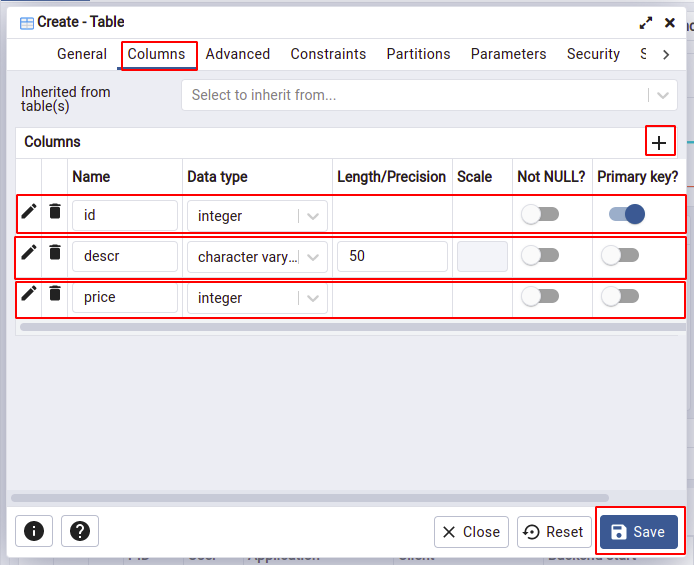 Create - Table
General Columns Advanced Constraints Partitions Parameters Security
Inherited from
table(s)
Select to inherit from...
Columns
Name Data type Length/Precision Scale Not NULL? Primary key?
id integer
descr character vary... 50
price integer
Close Reset Save